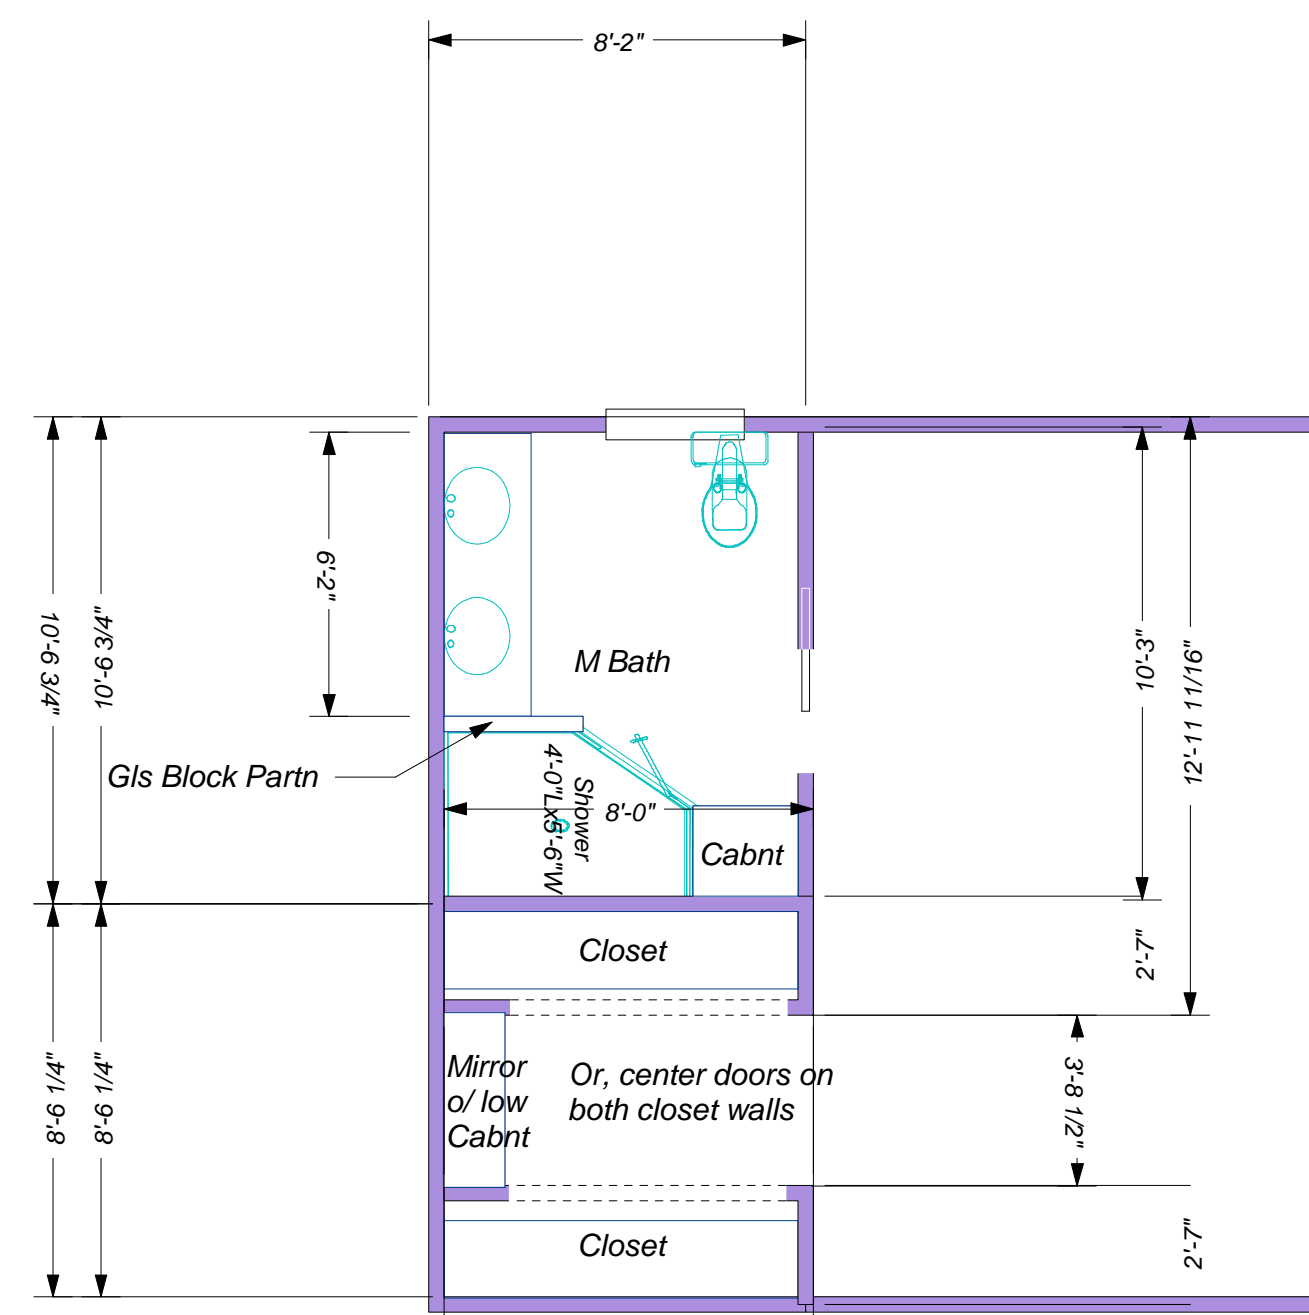 8'-2"
6'-2"
10'-6 3/4"
10'-6 3/4"
M Bath
10'-3"
12'-11 11/16"
Gls Block Partn
Shower
4'-0"Lx5'-6"W
8'-0"
Cabnt
Closet
2'-7"
8'-6 1/4"
8'-6 1/4"
Mirror
o/ low
Cabnt
Or, center doors on
both closet walls
3'-8 1/2"
Closet
2'-7"